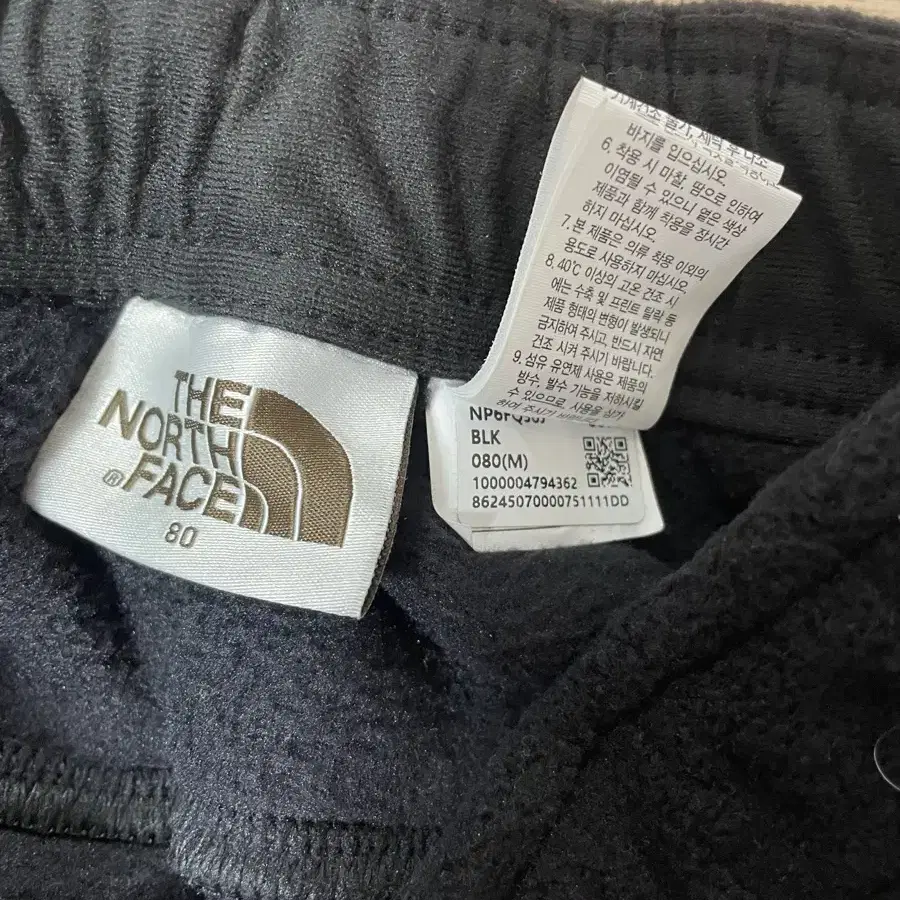 THE
NORTH
® FACE
80
바지를 입으십시오.
6. 착용 시 마찰, 땀으로 인하여
이염될 수 있으니 옅은 색상
제품과 함께 착용을 장시간
하지 마십시오.
7. 본 제품은 의류 착용 이외의
용도로 사용하지 마십시오.
8. 40℃ 이상의 고온 건조 시
에는 수축 및 프린트 탈락 등
제품 형태의 변형이 발생되니
금지하여 주시고, 반드시 자연
건조 시켜 주시기 바랍니다.
9. 섬유 유연제 사용은 제품의
방수, 발수 기능을 저하시킬
수 있으므로, 사용을 삼가
BLK
080(M)
1000004794362
86245070000751111DD